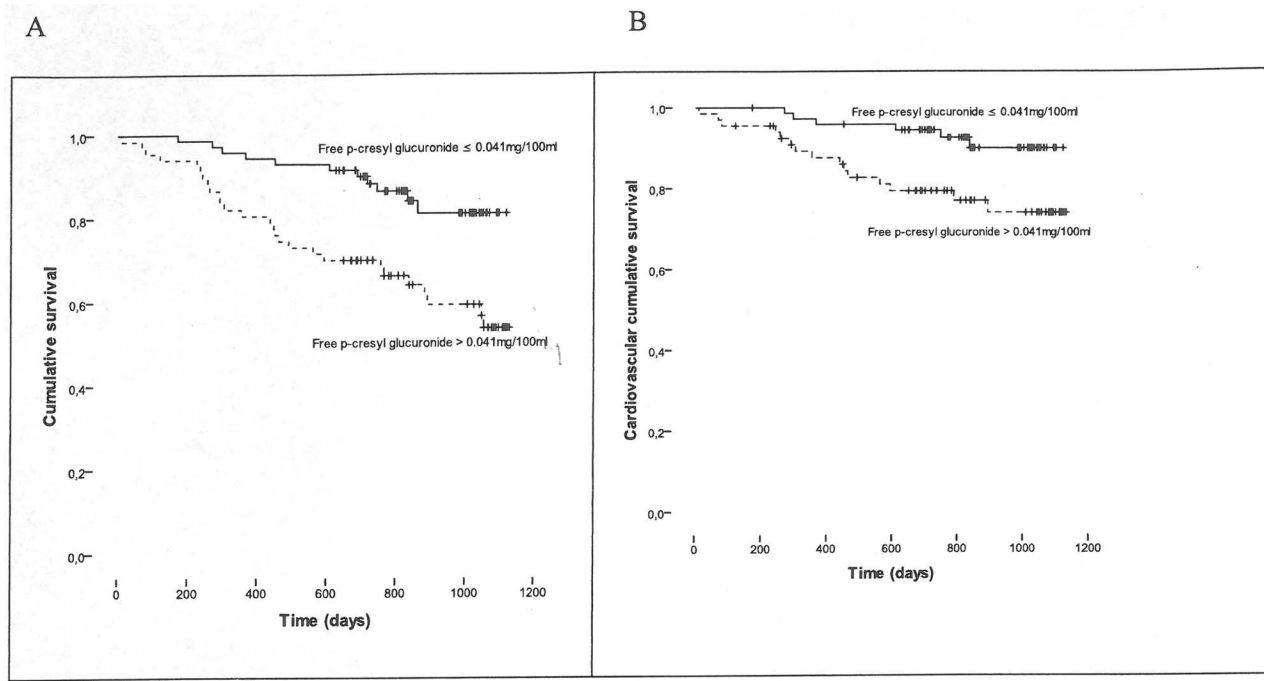 A
B
1,0
0,8
0,6
0,4
0,2
0,0
Cumulative survival
Free p-cresyl glucuronide ≤ 0.041mg/100ml
Free p-cresyl glucuronide > 0.041mg/100ml
0 200 400 600 800 1000 1200
Time (days)
1,0
0,8
0,6
0,4
0,2
0,0
Cardiovascular cumulative survival
Free p-cresyl glucuronide ≤ 0.041mg/100ml
Free p-cresyl glucuronide > 0.041mg/100ml
0 200 400 600 800 1000 1200
Time (days)